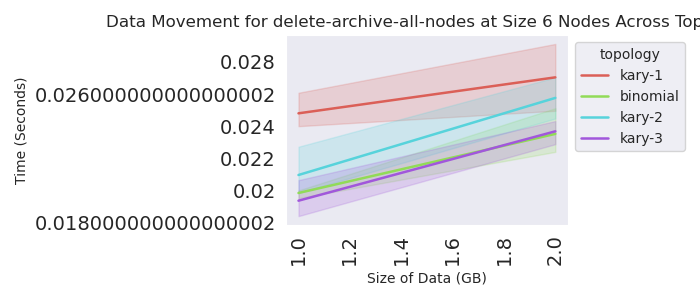 Data Movement for delete-archive-all-nodes at Size 6 Nodes Across Top
topology
kary-1
binomial
kary-2
kary-3
Time (Seconds)
0.028
0.026000000000000002
0.024
0.022
0.02
0.018000000000000002
1.0
1.2
1.4
1.6
1.8
2.0
Size of Data (GB)